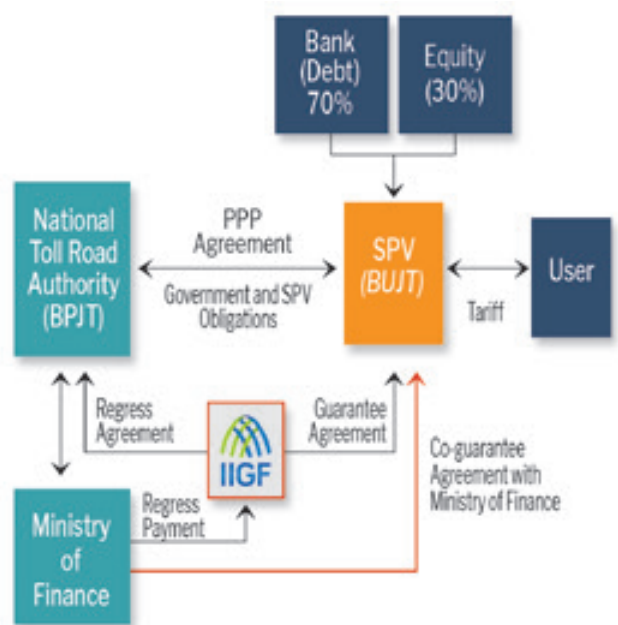 Bank
(Debt)
70%
Equity
(30%)
National
Toll Road
Authority
(BPJT)
PPP
Agreement
Government and SPV
Obligations
SPV
(BUJT)
Tariff
User
Regress
Agreement
IIGF
Guarantee
Agreement
Co-guarantee
Agreement with
Ministry of Finance
Regress
Payment
Ministry
of
Finance